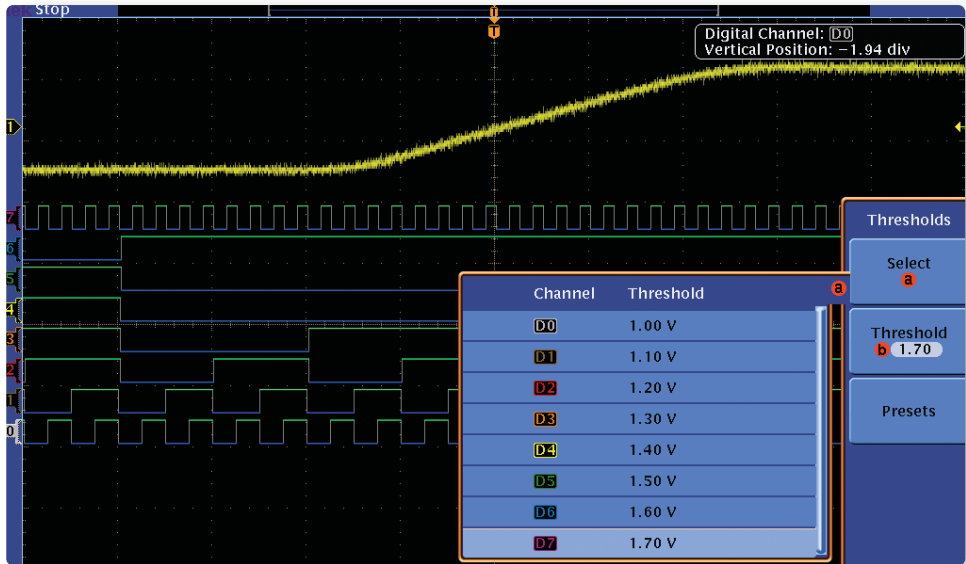 Stop
T
T
Digital Channel: D0
Vertical Position: −1.94 div
1
7
6
5
4
3
2
1
0
Thresholds
Select
a
a
Threshold
b 1.70
Presets
Channel Threshold
D0 1.00 V
D1 1.10 V
D2 1.20 V
D3 1.30 V
D4 1.40 V
D5 1.50 V
D6 1.60 V
D7 1.70 V